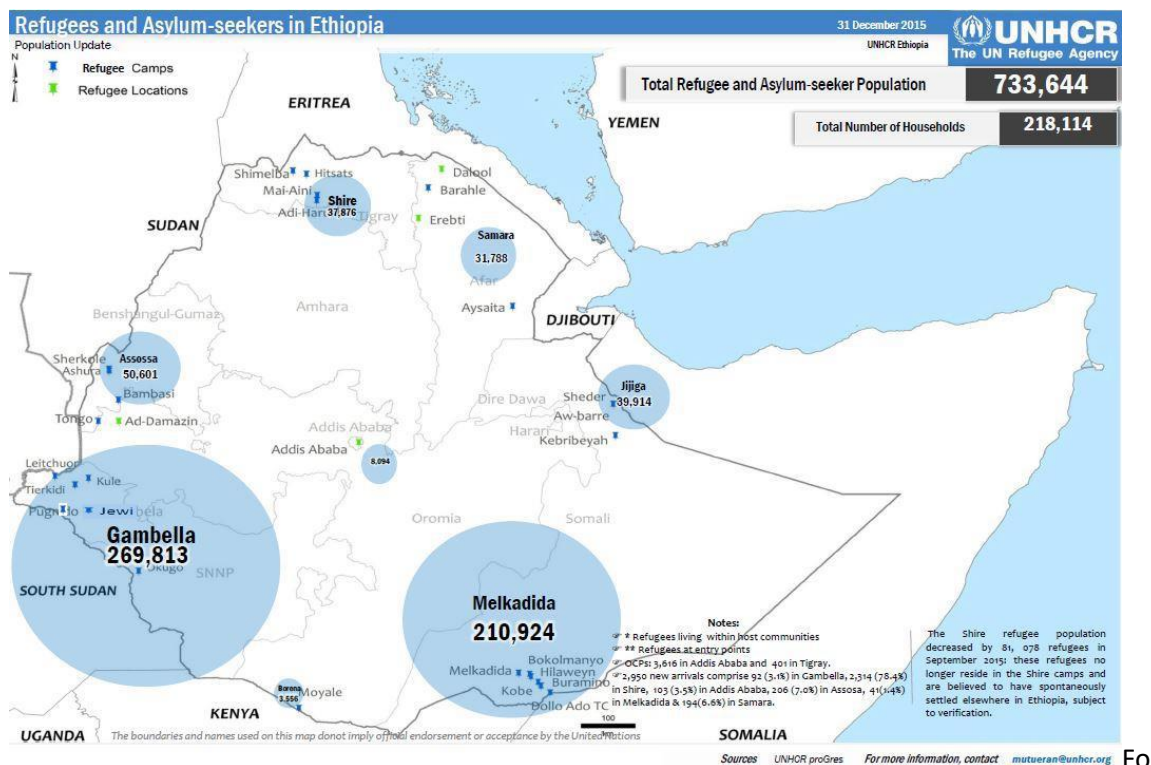 Refugees and Asylum-seekers in Ethiopia
31 December 2015
UNHCR Ethiopia
UNHCR
The UN Refugee Agency
Population Update
N
Refugee Camps
Refugee Locations
Total Refugee and Asylum-seeker Population
733,644
Total Number of Households
218,114
ERITREA
YEMEN
SUDAN
Shimelba
Hitsats
Mai-Aini
Shire
37,876
Tigray
Dalool
Barahle
Erebti
Samara
31,788
Afar
Aysaita
Amhara
DJIBOUTI
Benshangul-Gumaz
Sherkole
Ashura
Assossa
50,601
Bambasi
Tongo
Ad-Damazin
Jijiga
39,914
Sheder
Aw-barre
Kebribeyah
Dire Dawa
Harari
Addis Ababa
Addis Ababa
8,094
Leitchuor
Kule
Tierkidi
Jewi
Gambella
269,813
SNNP
SOUTH SUDAN
Oromia
Somali
Melkadida
210,924
Bokolmanyo
Melkadida
Hilaweyn
Kobe
Buramino
Dollo Ado TC
Borena
3,556
Moyale
KENYA
UGANDA
SOMALIA
100
km
Notes:
☞ * Refugees living within host communities
☞ ** Refugees at entry points
☞ OCPs: 3,616 in Addis Ababa and 401 in Tigray.
☞ 2,950 new arrivals comprise 92 (3.1%) in Gambella, 2,314 (78.4%)
in Shire, 103 (3.5%) in Addis Ababa, 206 (7.0%) in Assosa, 41(1.4%)
in Melkadida & 194(6.6%) in Samara.
The Shire refugee population
decreased by 81, 078 refugees in
September 2015; these refugees no
longer reside in the Shire camps and
are believed to have spontaneously
settled elsewhere in Ethiopia, subject
to verification.
The boundaries and names used on this map donot imply official endorsement or acceptance by the United Nations
Sources UNHCR proGres For more information, contact mutueran@unhcr.org
Fo